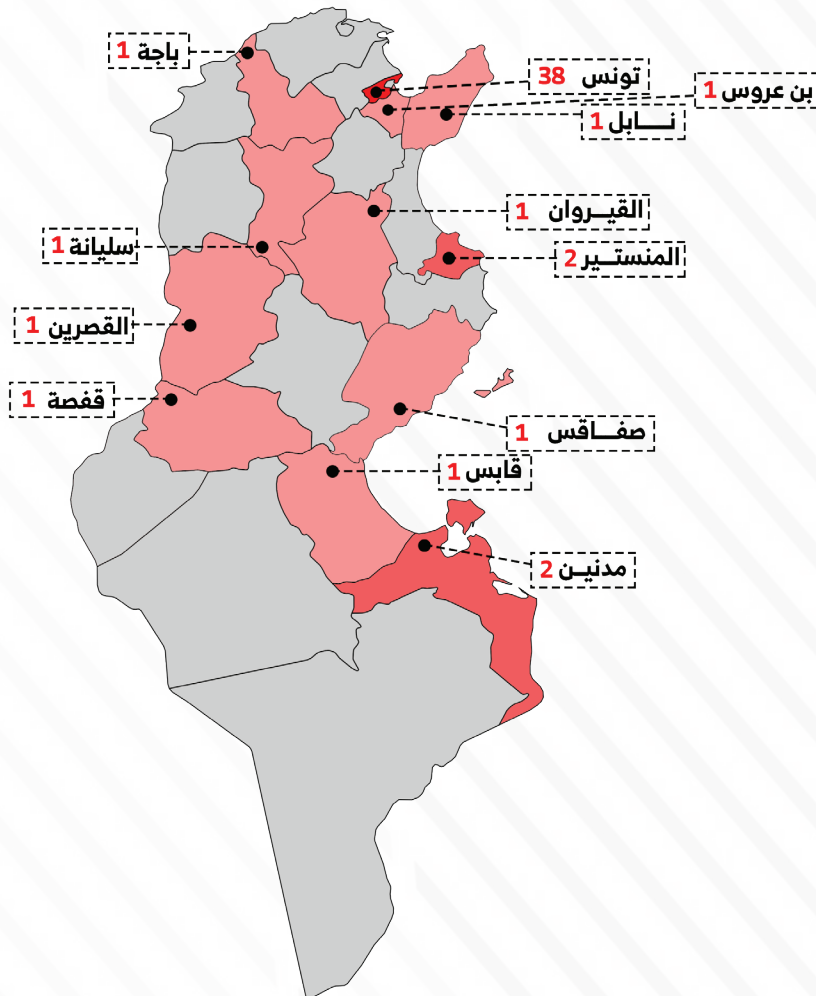 باجة 1
تونس 38
بن عروس 1
نــــابل 1
القيــروان 1
سليانة 1
المنستــير 2
القصرين 1
قفصة 1
صفــاقس 1
قابس 1
مدنيــن 2